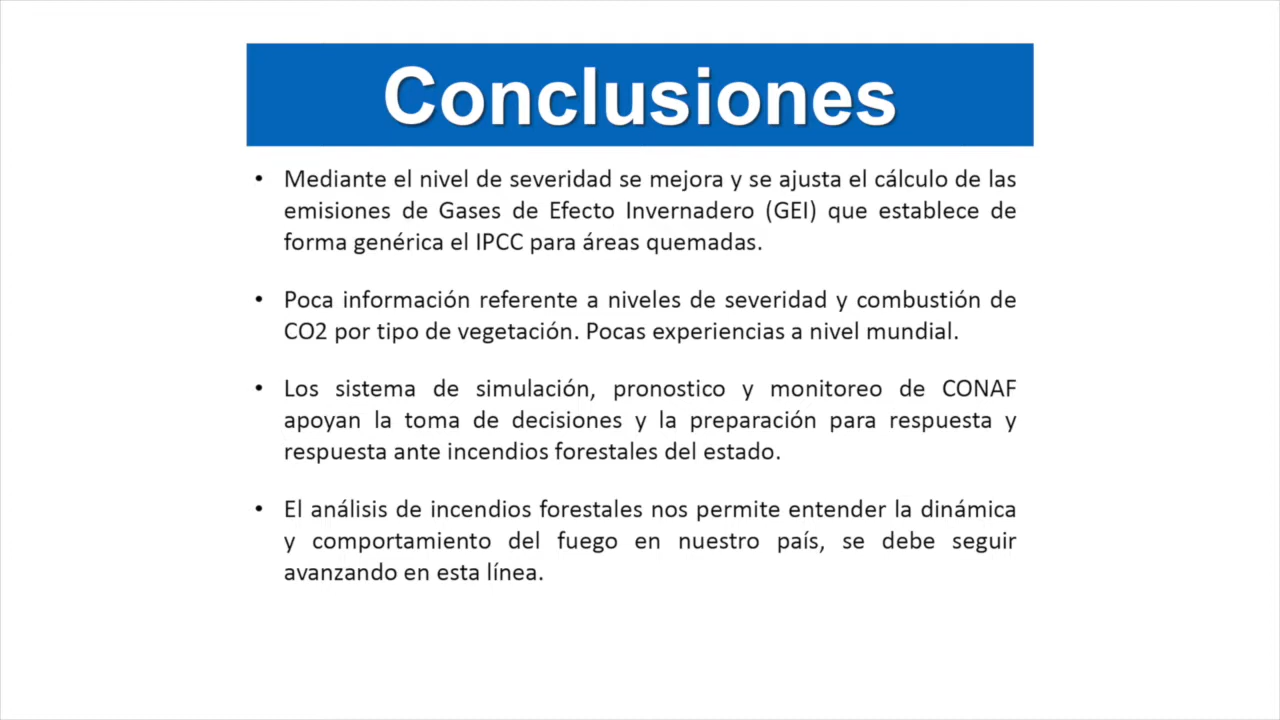 Conclusiones
• Mediante el nivel de severidad se mejora y se ajusta el cálculo de las
emisiones de Gases de Efecto Invernadero (GEI) que establece de
forma genérica el IPCC para áreas quemadas.
• Poca información referente a niveles de severidad y combustión de
CO2 por tipo de vegetación. Pocas experiencias a nivel mundial.
• Los sistema de simulación, pronostico y monitoreo de CONAF
apoyan la toma de decisiones y la preparación para respuesta y
respuesta ante incendios forestales del estado.
• El análisis de incendios forestales nos permite entender la dinámica
y comportamiento del fuego en nuestro país, se debe seguir
avanzando en esta línea.